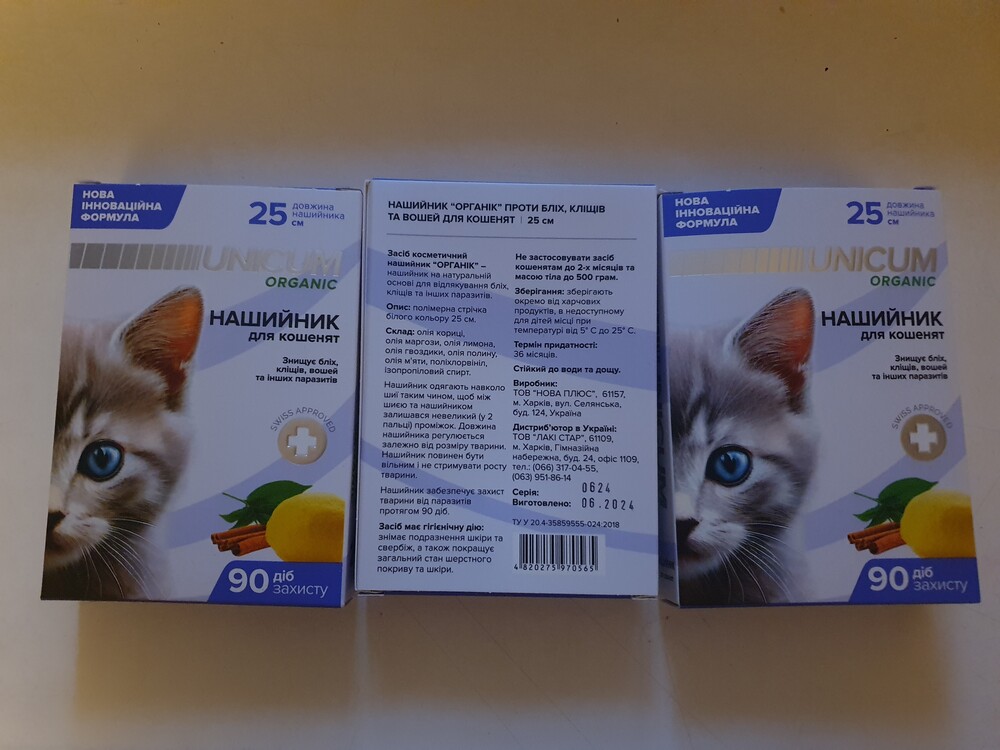 НОВА
ІННОВАЦІЙНА
ФОРМУЛА
25 довжина
нашийника
см
UNICUM
ORGANIC
НАШИЙНИК
для кошенят
Знищує бліх,
кліщів, вошей
та інших паразитів
SWISS APPROVED
90 діб
захисту
НАШИЙНИК "ОРГАНІК" ПРОТИ БЛІХ, КЛІЩІВ
ТА ВОШЕЙ ДЛЯ КОШЕНЯТ | 25 см
Засіб косметичний
нашийник "ОРГАНІК" –
нашийник на натуральній
основі для відлякування бліх,
кліщів та інших паразитів.
Опис: полімерна стрічка
білого кольору 25 см.
Склад: олія кориці,
олія маргози, олія лимона,
олія гвоздики, олія полину,
олія м'яти, поліхлорвініл,
ізопропіловий спирт.
Нашийник одягають навколо
шиї таким чином, щоб між
шиєю та нашийником
залишався невеликий (у 2
пальці) проміжок. Довжина
нашийника регулюється
залежно від розміру тварини.
Нашийник повинен бути
вільним і не стримувати росту
тварини.
Нашийник забезпечує захист
тварини від паразитів
протягом 90 діб.
Засіб має гігієнічну дію:
знімає подразнення шкіри та
свербіж, а також покращує
загальний стан шерстного
покриву та шкіри.
Не застосовувати засіб
кошенятам до 2-х місяців та
масою тіла до 500 грам.
Зберігання: зберігають
окремо від харчових
продуктів, в недоступному
для дітей місці при
температурі від 5° С до 25° С.
Термін придатності:
36 місяців.
Стійкий до води та дощу.
Виробник:
ТОВ "НОВА ПЛЮС", 61157,
м. Харків, вул. Селянська,
буд. 124, Україна
Дистриб'ютор в Україні:
ТОВ "ЛАКІ СТАР", 61109,
м. Харків, Гімназійна
набережна, буд. 24, офіс 1109,
тел.: (066) 317-04-55,
(063) 951-86-14
Серія: 0624
Виготовлено: 06.2024
ТУ У 20.4-35859555-024:2018
4820275970565
НОВА
ІННОВАЦІЙНА
ФОРМУЛА
25 довжина
нашийника
см
UNICUM
ORGANIC
НАШИЙНИК
для кошенят
Знищує бліх,
кліщів, вошей
та інших паразитів
SWISS APPROVED
90 діб
захисту